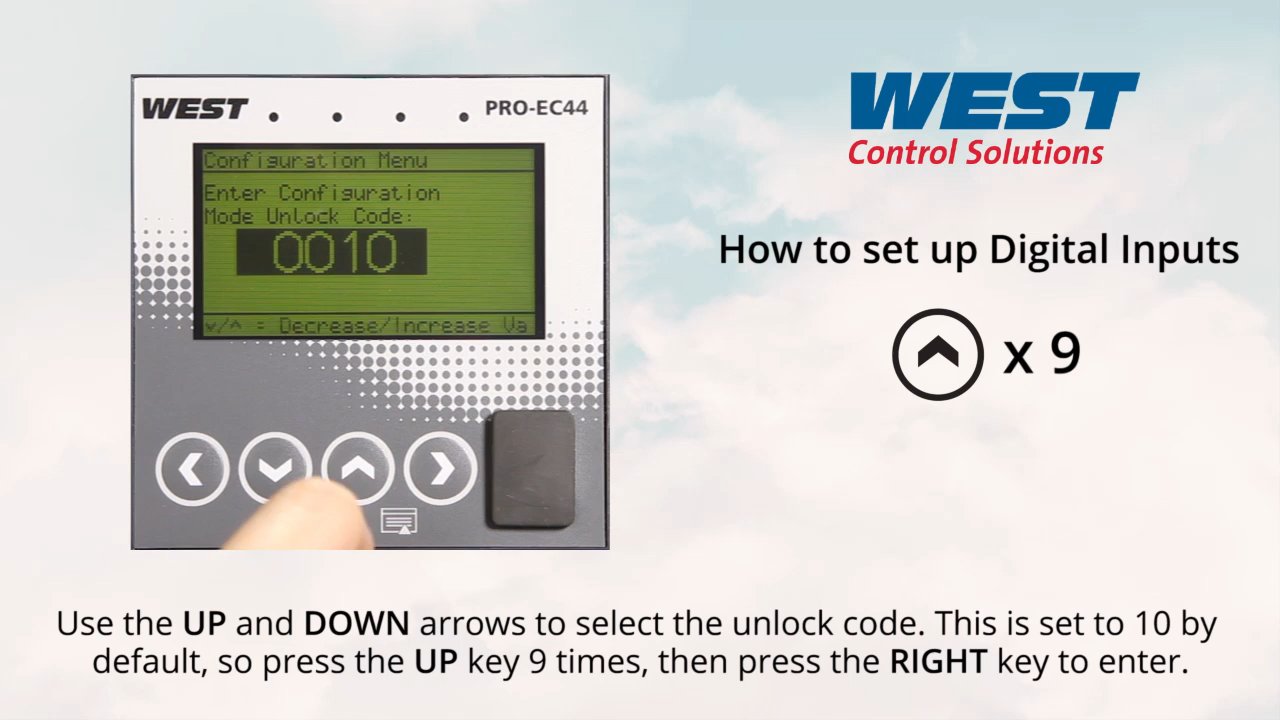 WEST
PRO-EC44
Configuration Menu
Enter Configuration
Mode Unlock Code:
0010
v/^ = Decrease/Increase Va
WEST
Control Solutions
How to set up Digital Inputs
x 9
Use the UP and DOWN arrows to select the unlock code. This is set to 10 by
default, so press the UP key 9 times, then press the RIGHT key to enter.